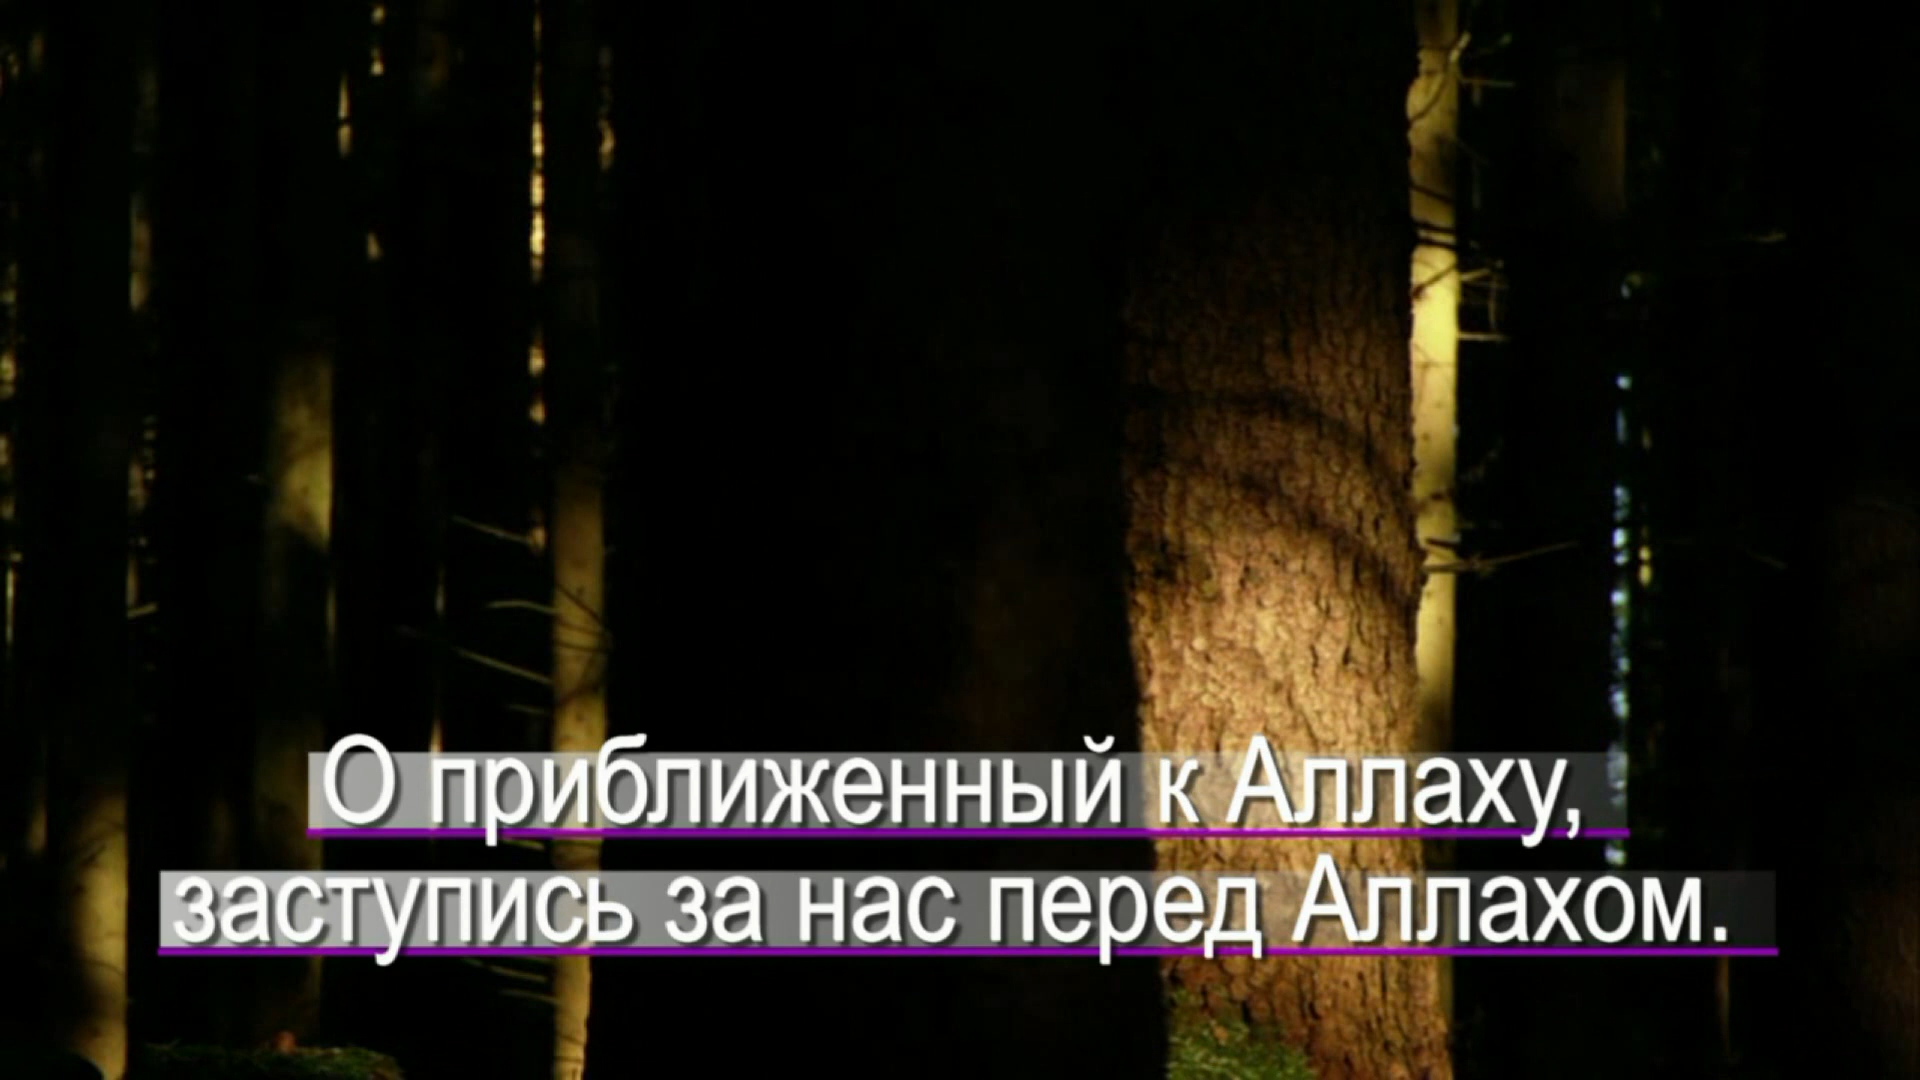 О приближенный к Аллаху,
заступись за нас перед Аллахом.